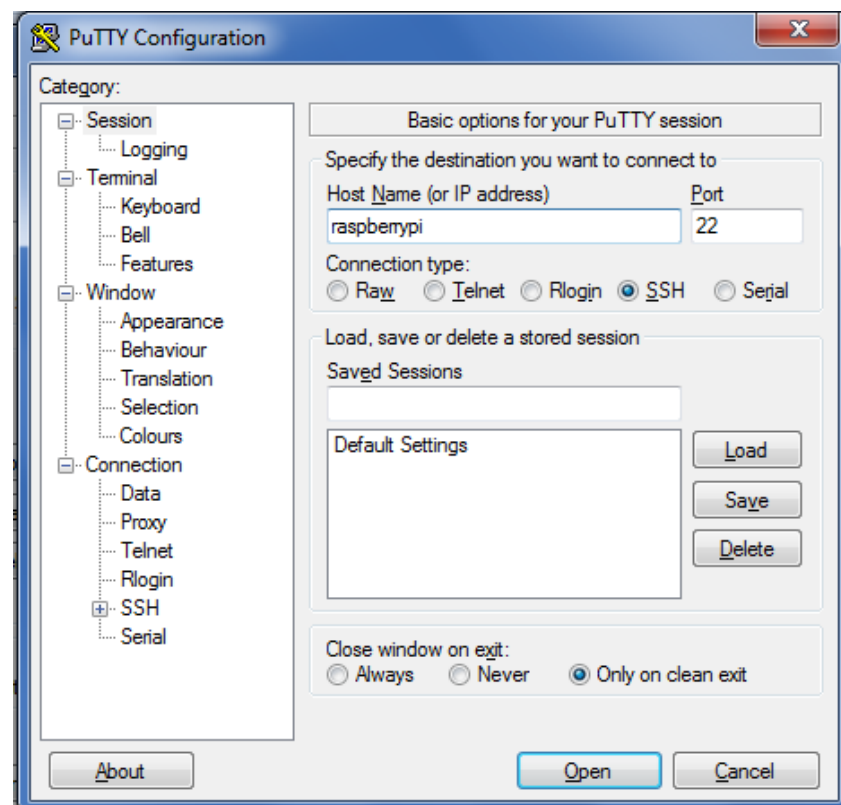 PuTTY Configuration
Category:
Session
Logging
Terminal
Keyboard
Bell
Features
Window
Appearance
Behaviour
Translation
Selection
Colours
Connection
Data
Proxy
Telnet
Rlogin
SSH
Serial
Basic options for your PuTTY session
Specify the destination you want to connect to
Host Name (or IP address) Port
raspberrypi 22
Connection type:
Raw Telnet Rlogin SSH Serial
Load, save or delete a stored session
Saved Sessions
Default Settings
Load
Save
Delete
Close window on exit:
Always Never Only on clean exit
About Open Cancel